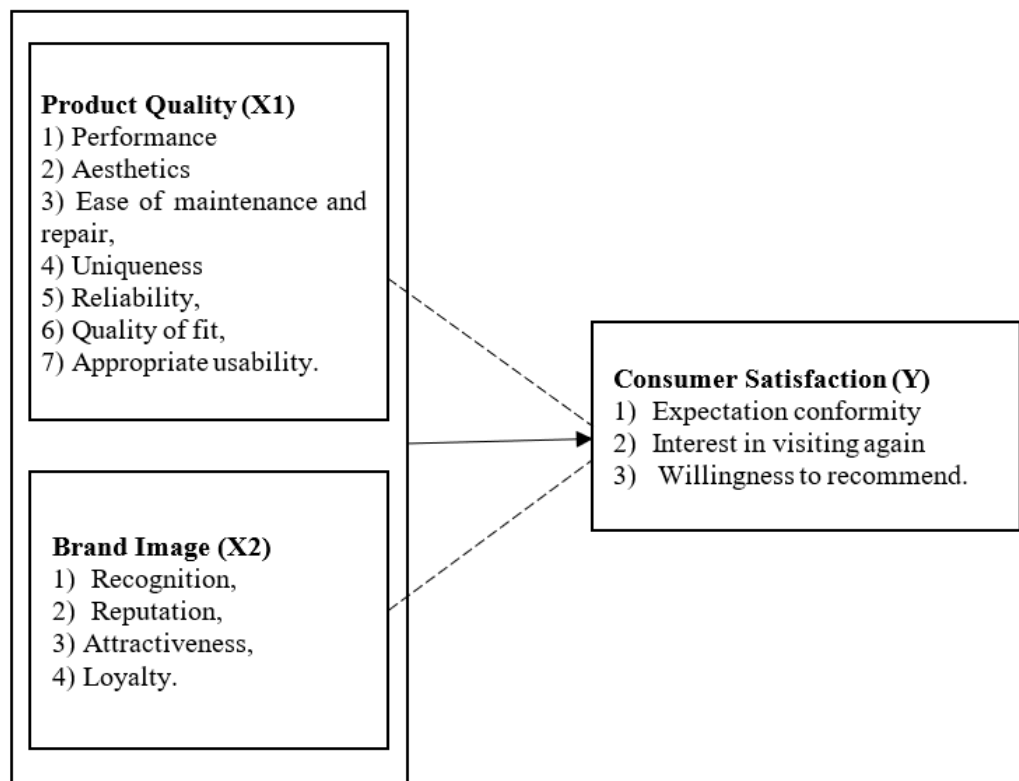 Product Quality (X1)
1) Performance
2) Aesthetics
3) Ease of maintenance and
repair,
4) Uniqueness
5) Reliability,
6) Quality of fit,
7) Appropriate usability.
Consumer Satisfaction (Y)
1) Expectation conformity
2) Interest in visiting again
3) Willingness to recommend.
Brand Image (X2)
1) Recognition,
2) Reputation,
3) Attractiveness,
4) Loyalty.